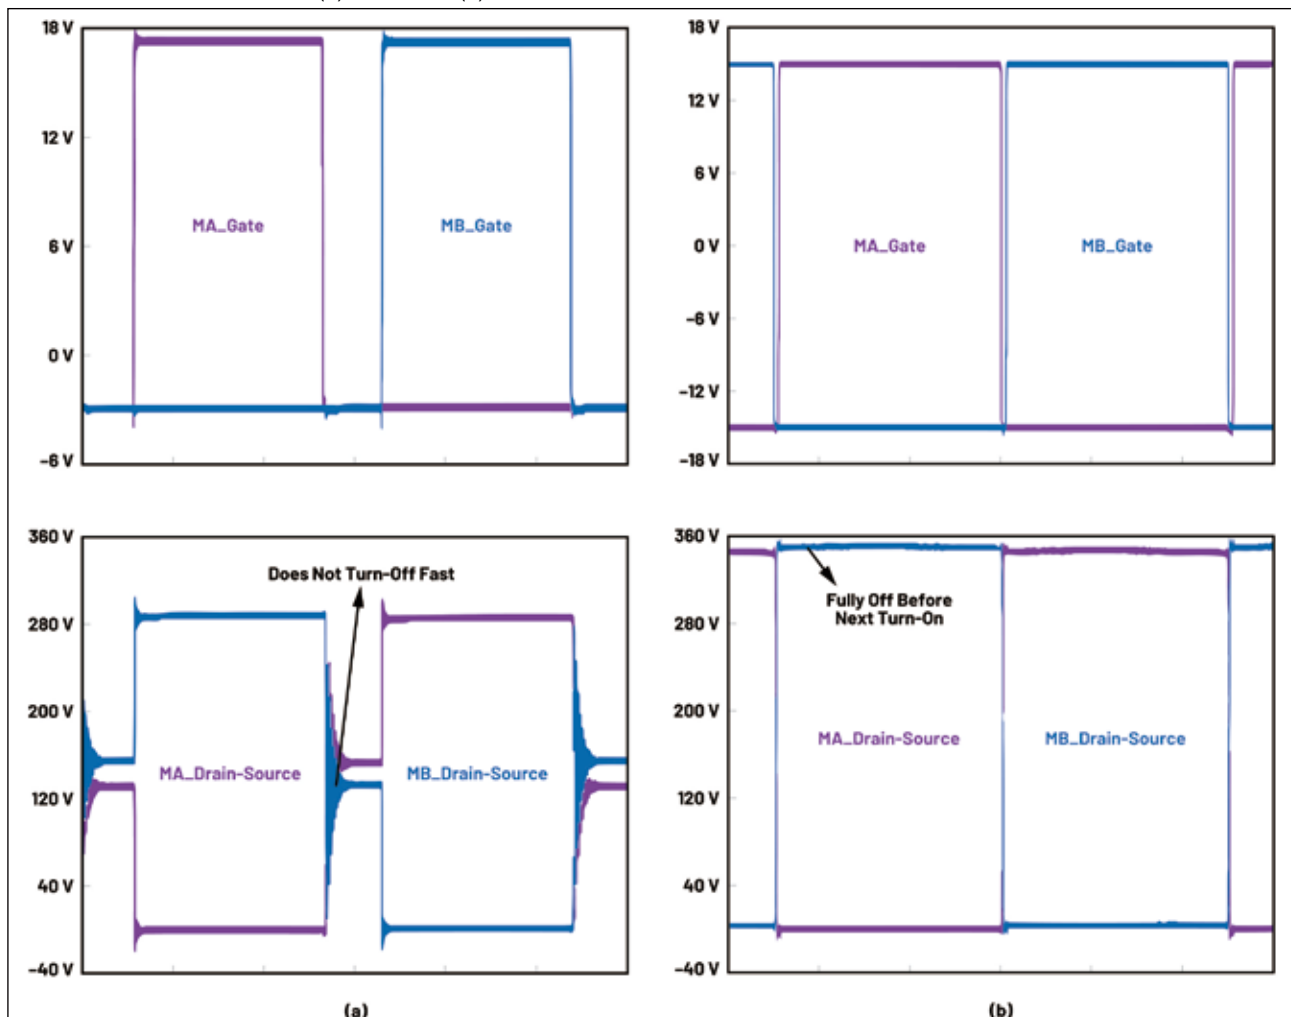 18 V
12 V
6 V
0 V
–6 V
MA_Gate
MB_Gate
18 V
12 V
6 V
0 V
–6 V
–12 V
–18 V
MA_Gate
MB_Gate
360 V
280 V
200 V
120 V
40 V
–40 V
Does Not Turn-Off Fast
MA_Drain-Source
MB_Drain-Source
(a)
360 V
280 V
200 V
120 V
40 V
–40 V
Fully Off Before
Next Turn-On
MA_Drain-Source
MB_Drain-Source
(b)